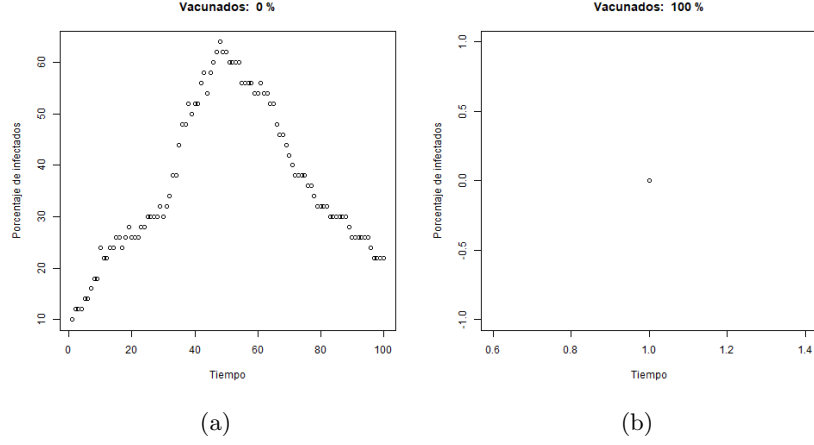 Vacunados: 0 %
Porcentaje de infectados
60
50
40
30
20
10
0 20 40 60 80 100
Tiempo
(a)
Vacunados: 100 %
Porcentaje de infectados
1.0
0.5
0.0
-0.5
-1.0
0.6 0.8 1.0 1.2 1.4
Tiempo
(b)